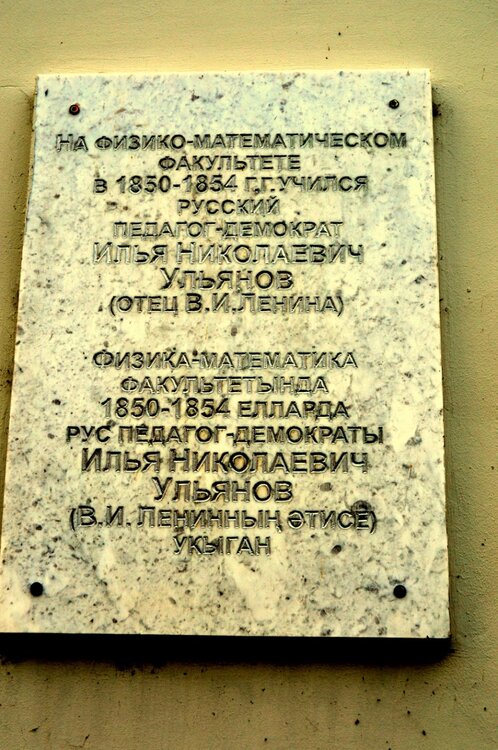 На физико-математическом
факультете
в 1850-1854 г.г. учился
русский
педагог-демократ
Илья Николаевич
Ульянов
(отец В.И. Ленина)
Физика-математика
факультетында
1850-1854 елларда
рус педагог-демократы
Илья Николаевич
Ульянов
(В.И. Ленинның әтисе)
укыган